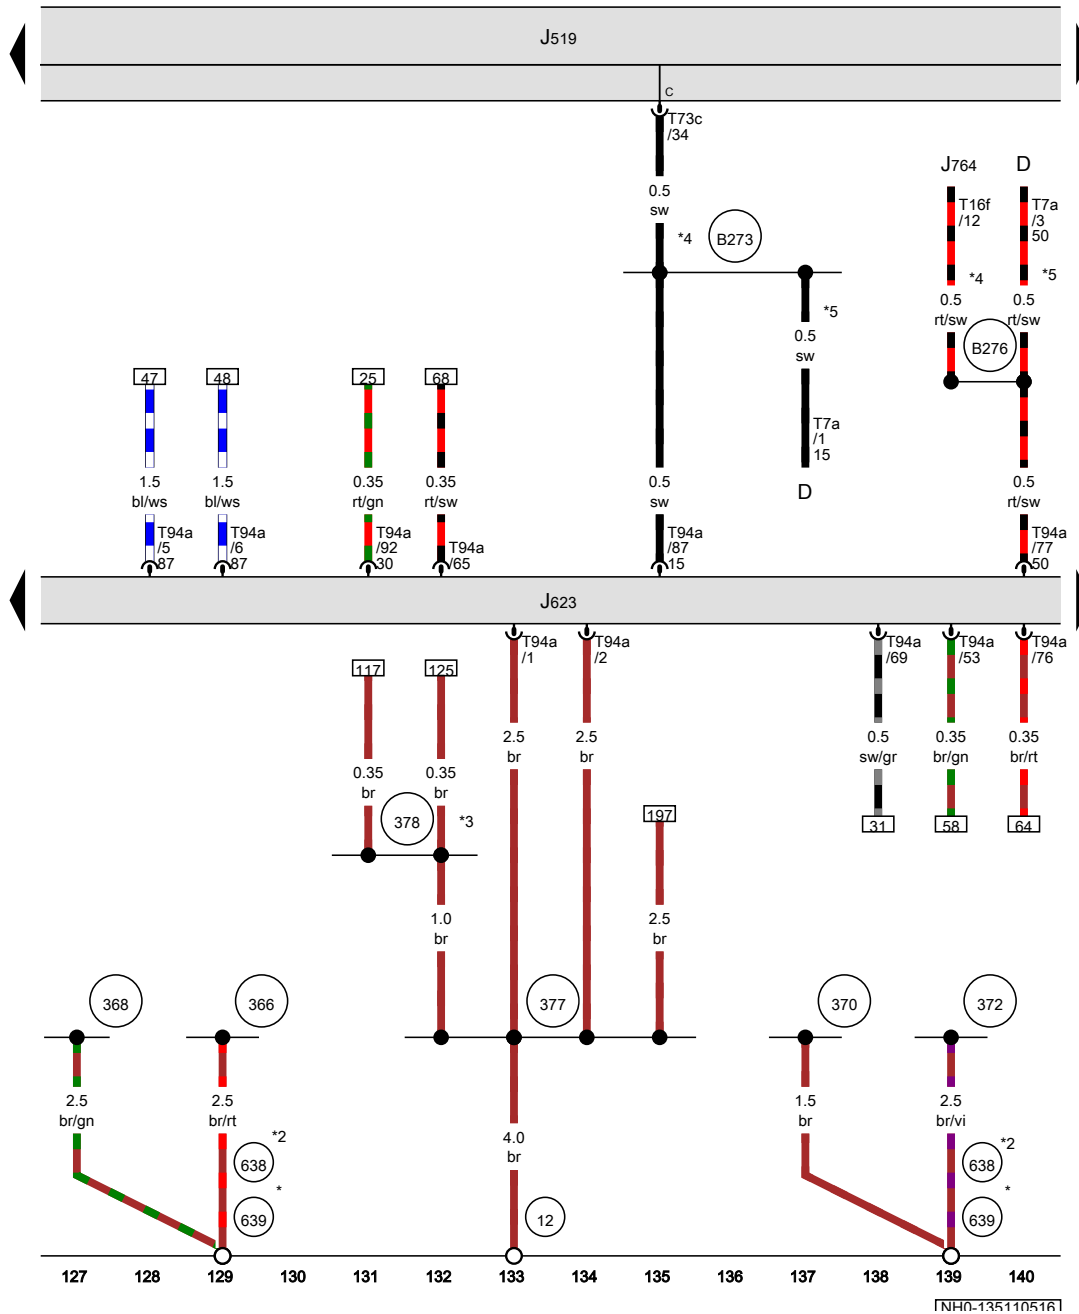 J519
c
T73c
/34
J764
D
0.5
sw
T16f
/12
T7a
/3
50
*4
B273
*4
*5
*5
0.5
rt/sw
0.5
rt/sw
0.5
sw
B276
47
48
25
68
T7a
/1
15
1.5
bl/ws
1.5
bl/ws
0.35
rt/gn
0.35
rt/sw
0.5
sw
D
0.5
rt/sw
T94a
/5
87
T94a
/6
87
T94a
/92
30
T94a
/65
T94a
/87
15
T94a
/77
50
J623
T94a
/1
T94a
/2
T94a
/69
T94a
/53
T94a
/76
117
125
2.5
br
2.5
br
0.5
sw/gr
0.35
br/gn
0.35
br/rt
0.35
br
0.35
br
378
*3
197
31
58
64
1.0
br
2.5
br
368
366
377
370
372
2.5
br/gn
2.5
br/rt
1.5
br
2.5
br/vi
*2
638
4.0
br
*2
638
*
639
12
*
639
127 128 129 130 131 132 133 134 135 136 137 138 139 140
NH0-135110516